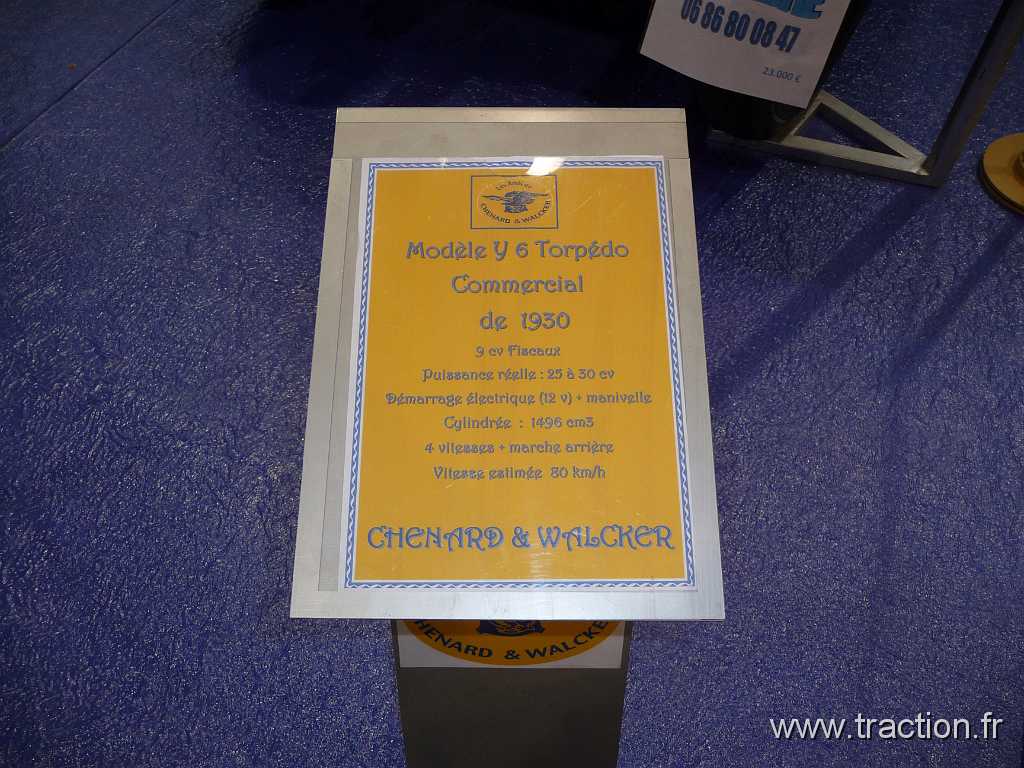 06 86 80 08 47
23.000 €
Les Amis de
CHENARD & WALCKER
Modèle Y 6 Torpédo
Commercial
de 1930
9 cv Fiscaux
Puissance réelle : 25 à 30 cv
Démarrage électrique (12 v) + manivelle
Cylindrée : 1496 cm3
4 vitesses + marche arrière
Vitesse estimée 80 km/h
CHENARD & WALCKER
CHENARD & WALCKER
www.traction.fr